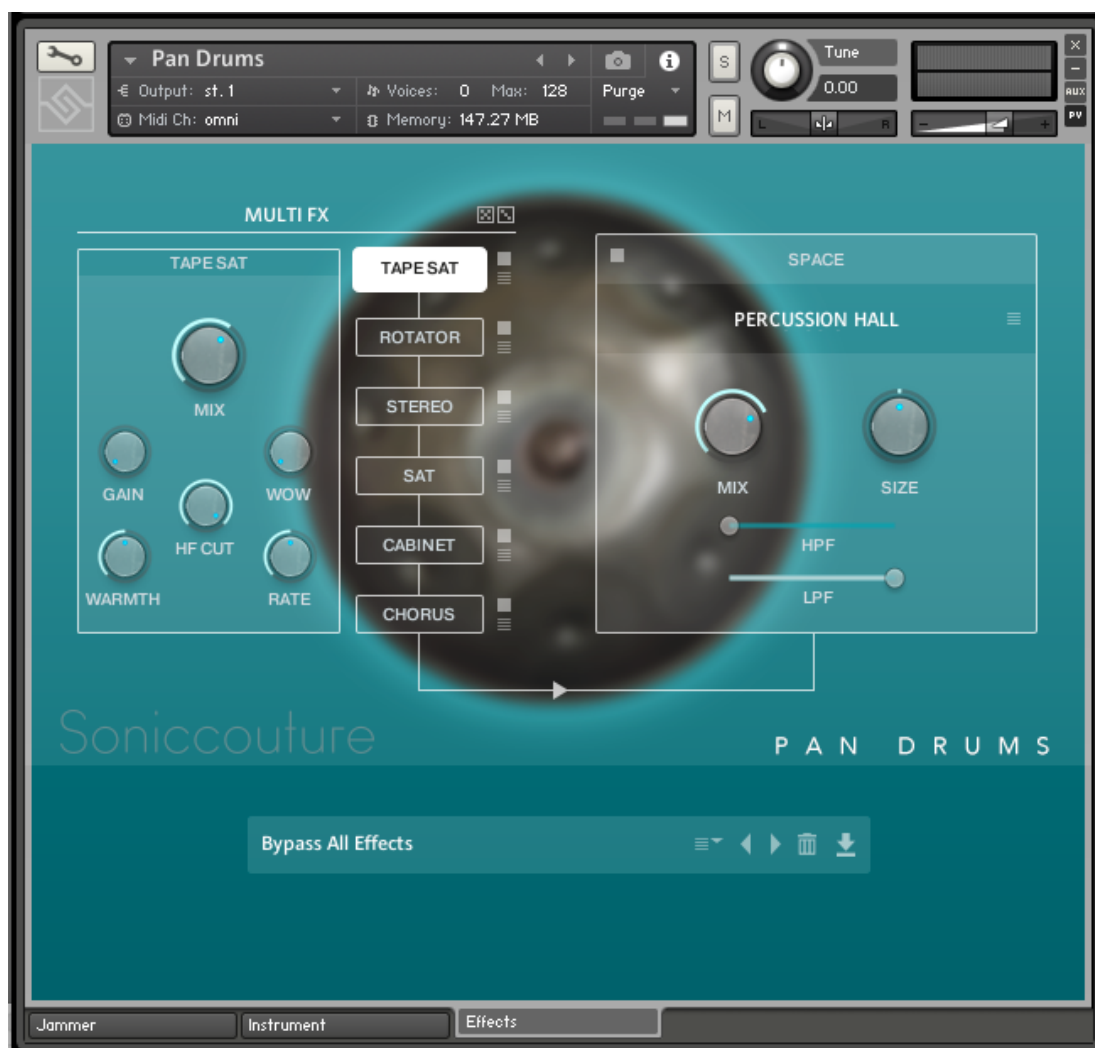 Pan Drums
Output: st. 1
Voices: 0 Max: 128
Purge
Midi Ch: omni
Memory: 147.27 MB
S
M
Tune
0.00
L R
- +
×
-
AUX
PV
MULTI FX
TAPE SAT
MIX
GAIN
WOW
HF CUT
WARMTH
RATE
TAPE SAT
ROTATOR
STEREO
SAT
CABINET
CHORUS
SPACE
PERCUSSION HALL
MIX
SIZE
HPF
LPF
Soniccouture
PAN DRUMS
Bypass All Effects
Jammer
Instrument
Effects